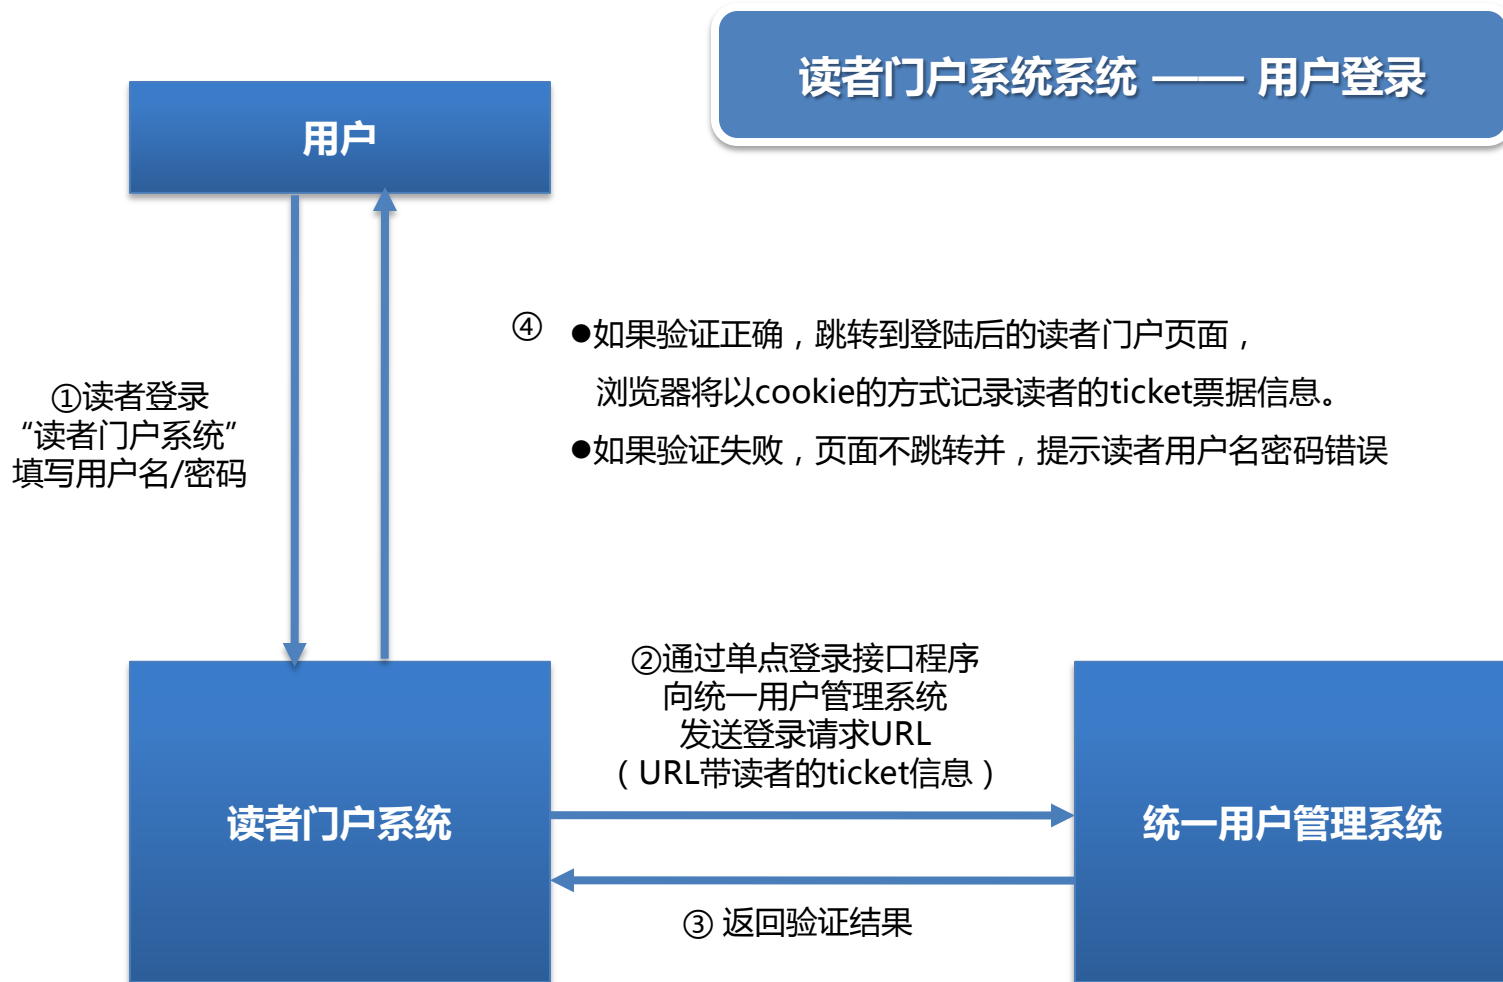 读者门户系统系统 —— 用户登录
用户
④ ●如果验证正确，跳转到登陆后的读者门户页面，
浏览器将以cookie的方式记录读者的ticket票据信息。
●如果验证失败，页面不跳转并，提示读者用户名密码错误
①读者登录
“读者门户系统”
填写用户名/密码
②通过单点登录接口程序
向统一用户管理系统
发送登录请求URL
（URL带读者的ticket信息）
读者门户系统
统一用户管理系统
③ 返回验证结果